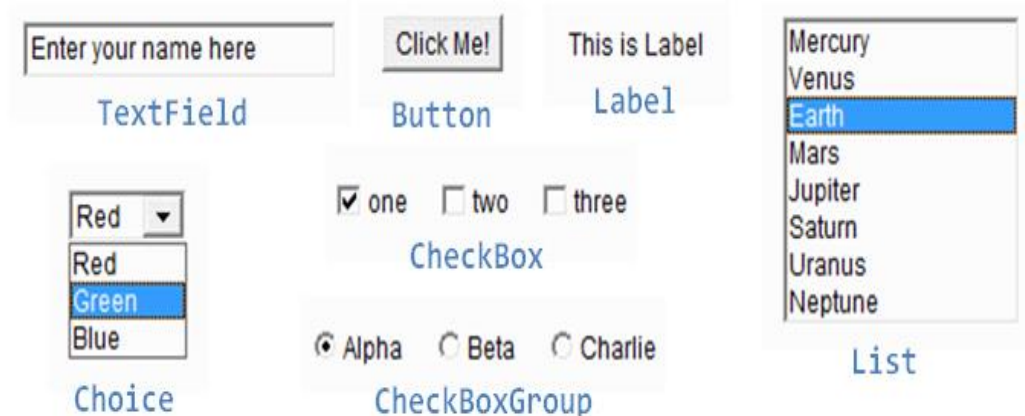 Enter your name here
TextField
Click Me!
Button
This is Label
Label
Mercury
Venus
Earth
Mars
Jupiter
Saturn
Uranus
Neptune
List
Red
Red
Green
Blue
Choice
one two three
CheckBox
Alpha Beta Charlie
CheckBoxGroup